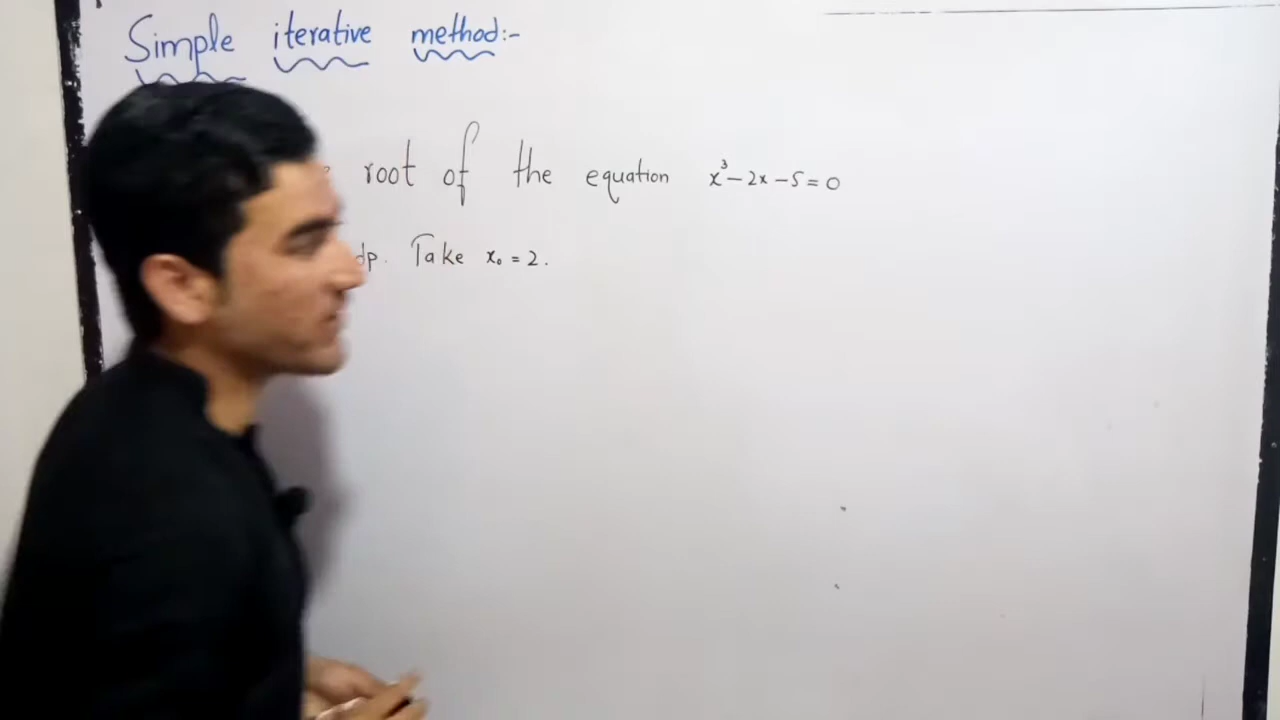 Simple iterative method:-
root of the equation x³-2x-5=0
dp. Take x₀ = 2.